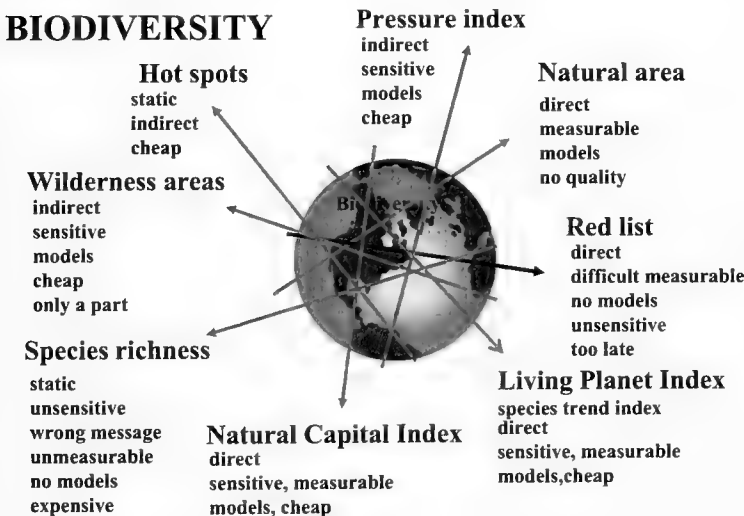 BIODIVERSITY
Pressure index
indirect
sensitive
models
cheap
Hot spots
static
indirect
cheap
Natural area
direct
measurable
models
no quality
Wilderness areas
indirect
sensitive
models
cheap
only a part
Biodiversity
Red list
direct
difficult measurable
no models
unsensitive
too late
Species richness
static
unsensitive
wrong message
unmeasurable
no models
expensive
Natural Capital Index
direct
sensitive, measurable
models, cheap
Living Planet Index
species trend index
direct
sensitive, measurable
models,cheap